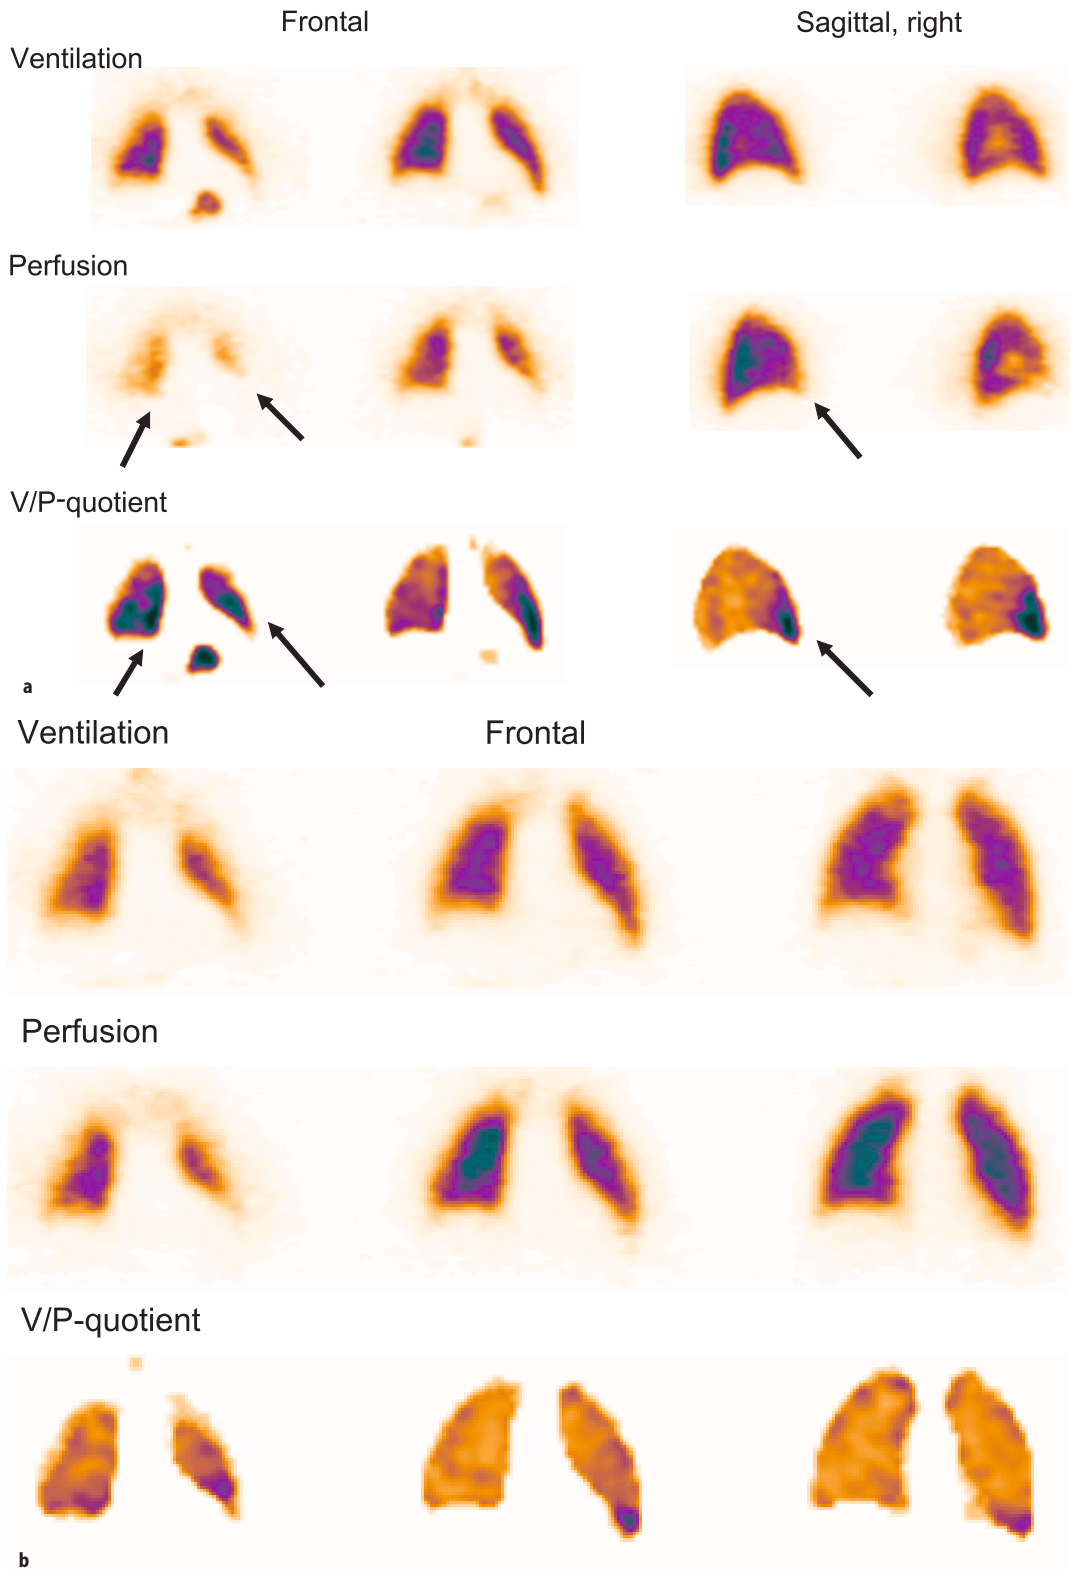 Frontal
Sagittal, right
Ventilation
Perfusion
V/P-quotient
a
Ventilation
Frontal
Perfusion
V/P-quotient
b